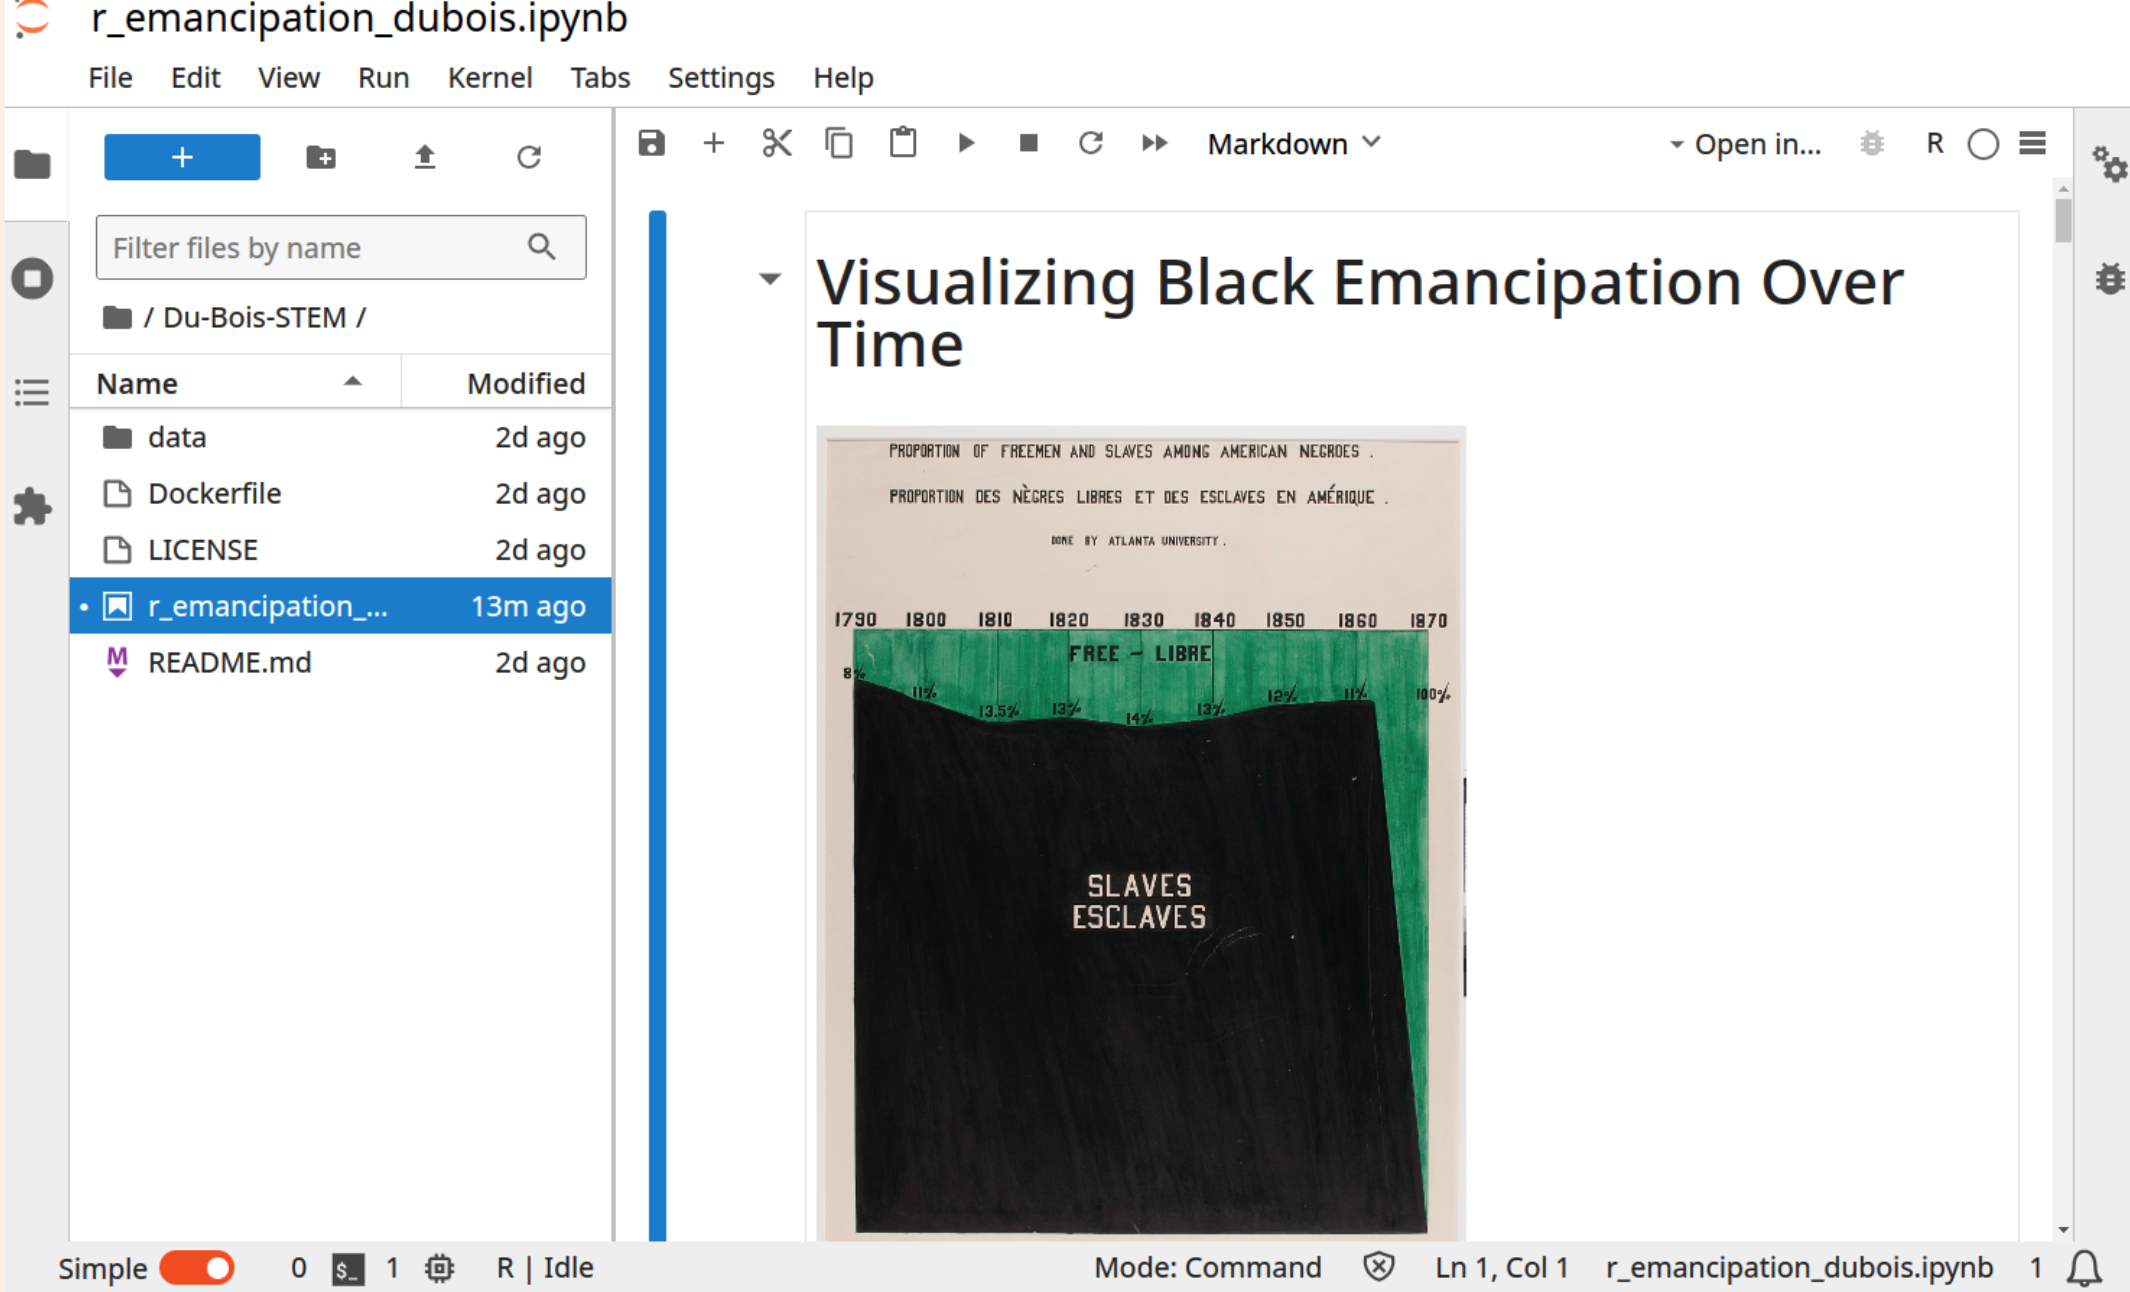 r_emancipation_dubois.ipynb
File Edit View Run Kernel Tabs Settings Help
+
Filter files by name
/ Du-Bois-STEM /
Name Modified
data 2d ago
Dockerfile 2d ago
LICENSE 2d ago
• r_emancipation_... 13m ago
M README.md 2d ago
Markdown Open in... R
Visualizing Black Emancipation Over
Time
PROPORTION OF FREEMEN AND SLAVES AMONG AMERICAN NEGROES .
PROPORTION DES NÈGRES LIBRES ET DES ESCLAVES EN AMÉRIQUE .
DONE BY ATLANTA UNIVERSITY .
1790 1800 1810 1820 1830 1840 1850 1860 1870
FREE – LIBRE
8% 11% 13.5% 13% 14% 13% 12% 11% 100%
SLAVES
ESCLAVES
Simple 0 $_ 1 R | Idle Mode: Command Ln 1, Col 1 r_emancipation_dubois.ipynb 1